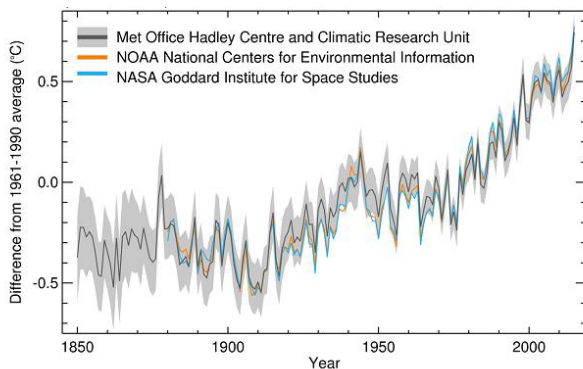 Met Office Hadley Centre and Climatic Research Unit
NOAA National Centers for Environmental Information
NASA Goddard Institute for Space Studies
Difference from 1961-1990 average (°C)
0.5
0.0
-0.5
1850
1900
1950
2000
Year